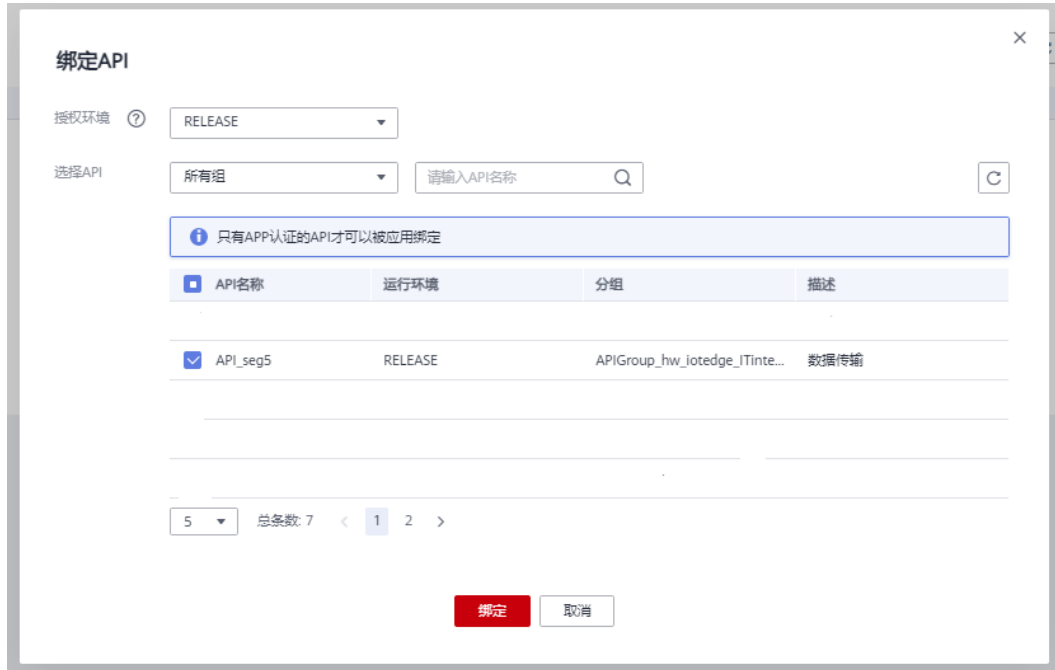 绑定API
授权环境 RELEASE
选择API 所有组 请输入API名称
只有APP认证的API才可以被应用绑定
API名称 运行环境 分组 描述
API_seg5 RELEASE APIGroup_hw_iotedge_ITinte... 数据传输
5 总条数: 7 1 2
绑定 取消